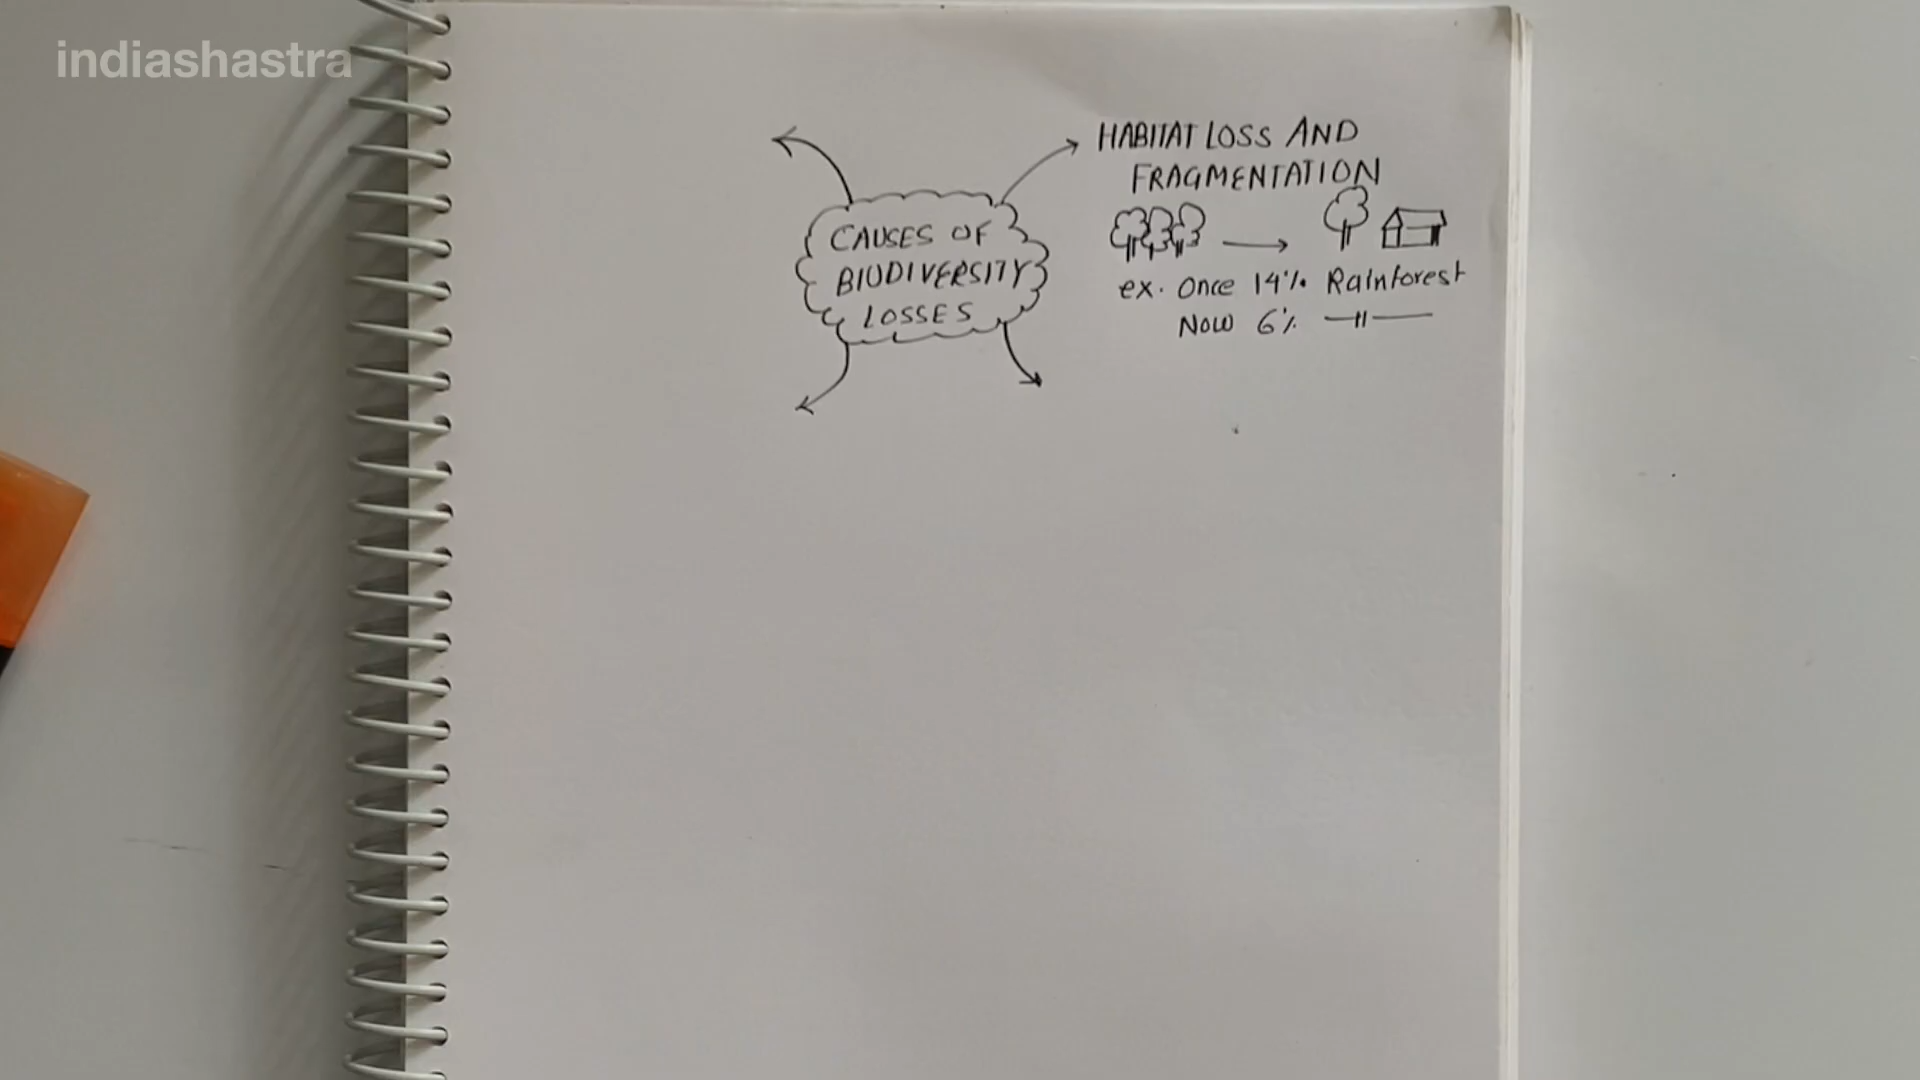 indiashastra
CAUSES OF
BIODIVERSITY
LOSSES
HABITAT LOSS AND
FRAGMENTATION
ex. Once 14% Rainforest
Now 6% —〃—